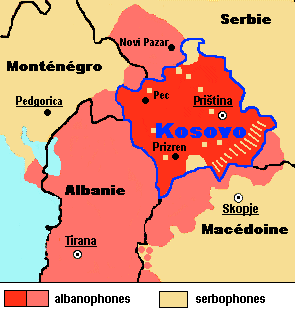 Serbie
Novi Pazar
Monténégro
Pec
Pedgorica
Priština
Kosovo
Prizren
Albanie
Skopje
Macédoine
Tirana
albanophones
serbophones